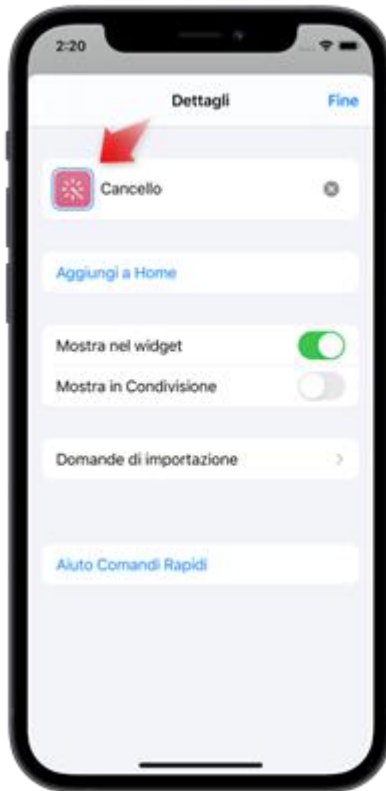 2:20
Dettagli
Fine
Cancello
Aggiungi a Home
Mostra nel widget
Mostra in Condivisione
Domande di importazione
Aiuto Comandi Rapidi